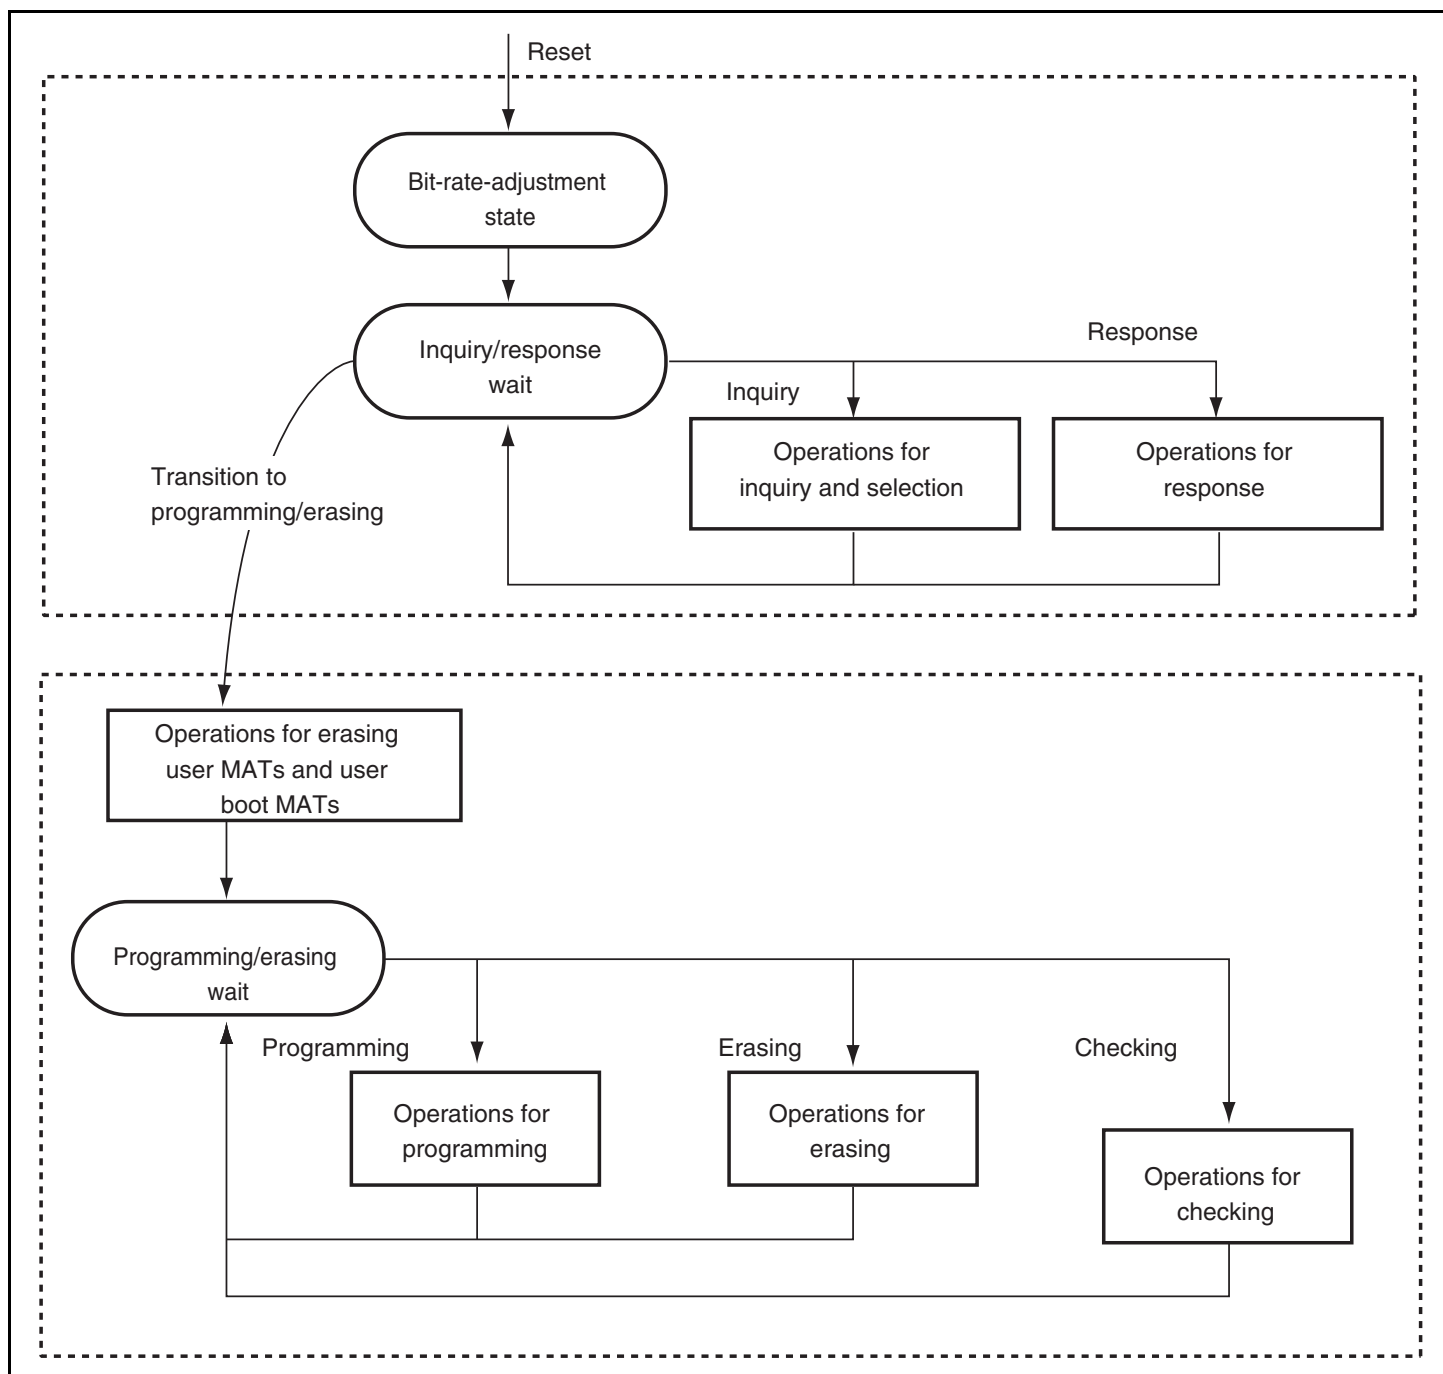 Reset
Bit-rate-adjustment
state
Inquiry/response
wait
Response
Inquiry
Operations for
inquiry and selection
Operations for
response
Transition to
programming/erasing
Operations for erasing
user MATs and user
boot MATs
Programming/erasing
wait
Programming
Erasing
Checking
Operations for
programming
Operations for
erasing
Operations for
checking